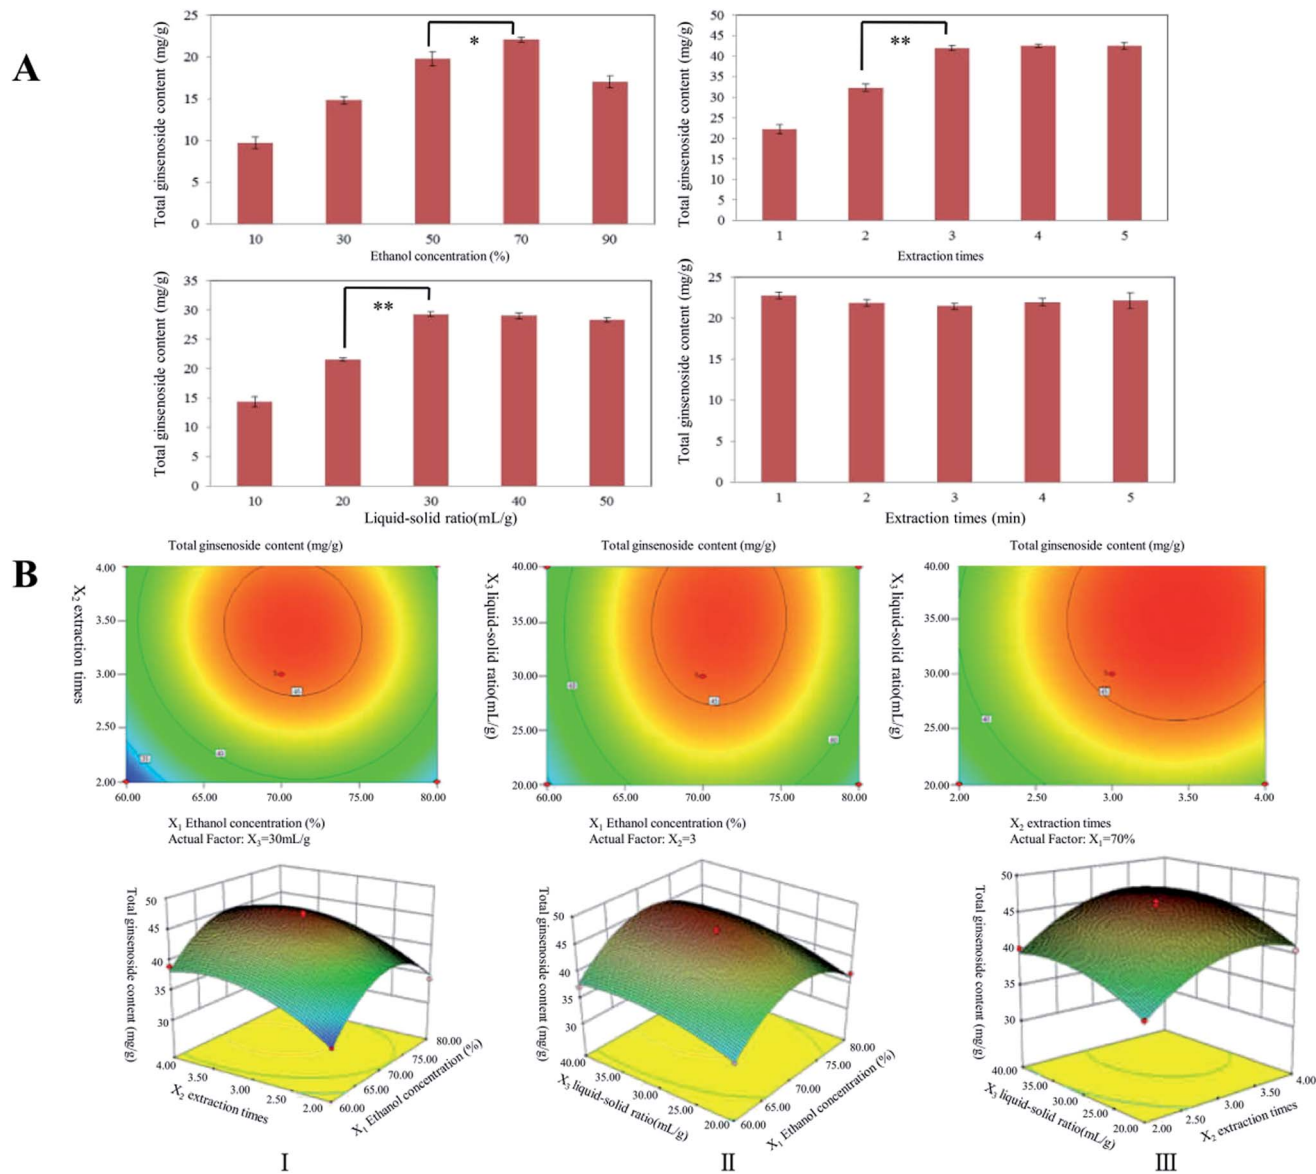 A
Total ginsenoside content (mg/g)
25
20
15
10
5
0
*
10 30 50 70 90
Ethanol concentration (%)
Total ginsenoside content (mg/g)
50
45
40
35
30
25
20
15
10
5
0
**
1 2 3 4 5
Extraction times
Total ginsenoside content (mg/g)
35
30
25
20
15
10
5
0
**
10 20 30 40 50
Liquid-solid ratio(mL/g)
Total ginsenoside content (mg/g)
25
20
15
10
5
0
1 2 3 4 5
Extraction times (min)
B
Total ginsenoside content (mg/g)
X2 extraction times
4.00
3.50
3.00
2.50
2.00
45
40
35
60.00 65.00 70.00 75.00 80.00
X1 Ethanol concentration (%)
Actual Factor: X3=30mL/g
Total ginsenoside content (mg/g)
X3 liquid-solid ratio(mL/g)
40.00
35.00
30.00
25.00
20.00
45
40
60.00 65.00 70.00 75.00 80.00
X1 Ethanol concentration (%)
Actual Factor: X2=3
Total ginsenoside content (mg/g)
X3 liquid-solid ratio(mL/g)
40.00
35.00
30.00
25.00
20.00
45
40
2.00 2.50 3.00 3.50 4.00
X2 extraction times
Actual Factor: X1=70%
Total ginsenoside content (mg/g)
50
45
40
35
30
4.00 3.50 3.00 2.50 2.00
X2 extraction times
60.00 65.00 70.00 75.00 80.00
X1 Ethanol concentration (%)
I
Total ginsenoside content (mg/g)
50
45
40
35
30
40.00 35.00 30.00 25.00 20.00
X3 liquid-solid ratio(mL/g)
60.00 65.00 70.00 75.00 80.00
X1 Ethanol concentration (%)
II
Total ginsenoside content (mg/g)
50
45
40
35
30
40.00 35.00 30.00 25.00 20.00
X3 liquid-solid ratio(mL/g)
2.00 2.50 3.00 3.50 4.00
X2 extraction times
III